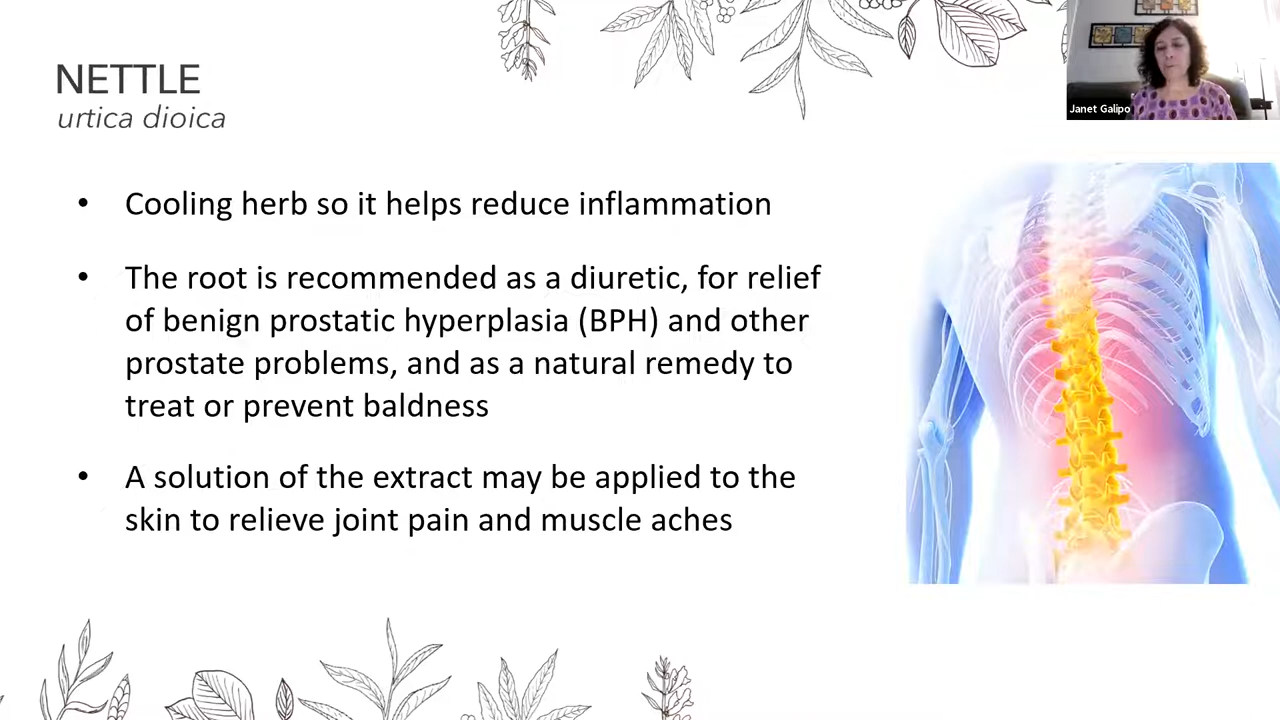 NETTLE
urtica dioica
Janet Galipo
• Cooling herb so it helps reduce inflammation
• The root is recommended as a diuretic, for relief
of benign prostatic hyperplasia (BPH) and other
prostate problems, and as a natural remedy to
treat or prevent baldness
• A solution of the extract may be applied to the
skin to relieve joint pain and muscle aches